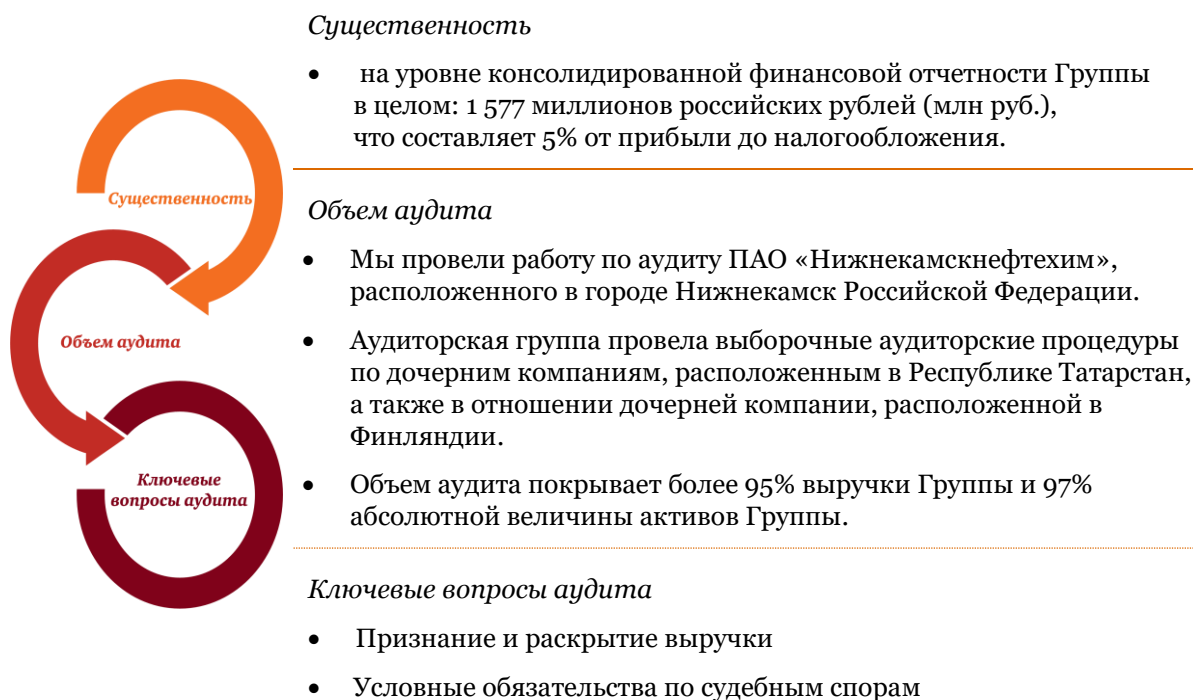 Существенность
• на уровне консолидированной финансовой отчетности Группы
в целом: 1 577 миллионов российских рублей (млн руб.),
что составляет 5% от прибыли до налогообложения.
Существенность
Объем аудита
• Мы провели работу по аудиту ПАО «Нижнекамскнефтехим»,
расположенного в городе Нижнекамск Российской Федерации.
• Аудиторская группа провела выборочные аудиторские процедуры
по дочерним компаниям, расположенным в Республике Татарстан,
а также в отношении дочерней компании, расположенной в
Финляндии.
Объем аудита
• Объем аудита покрывает более 95% выручки Группы и 97%
абсолютной величины активов Группы.
Ключевые
вопросы аудита
Ключевые вопросы аудита
• Признание и раскрытие выручки
• Условные обязательства по судебным спорам